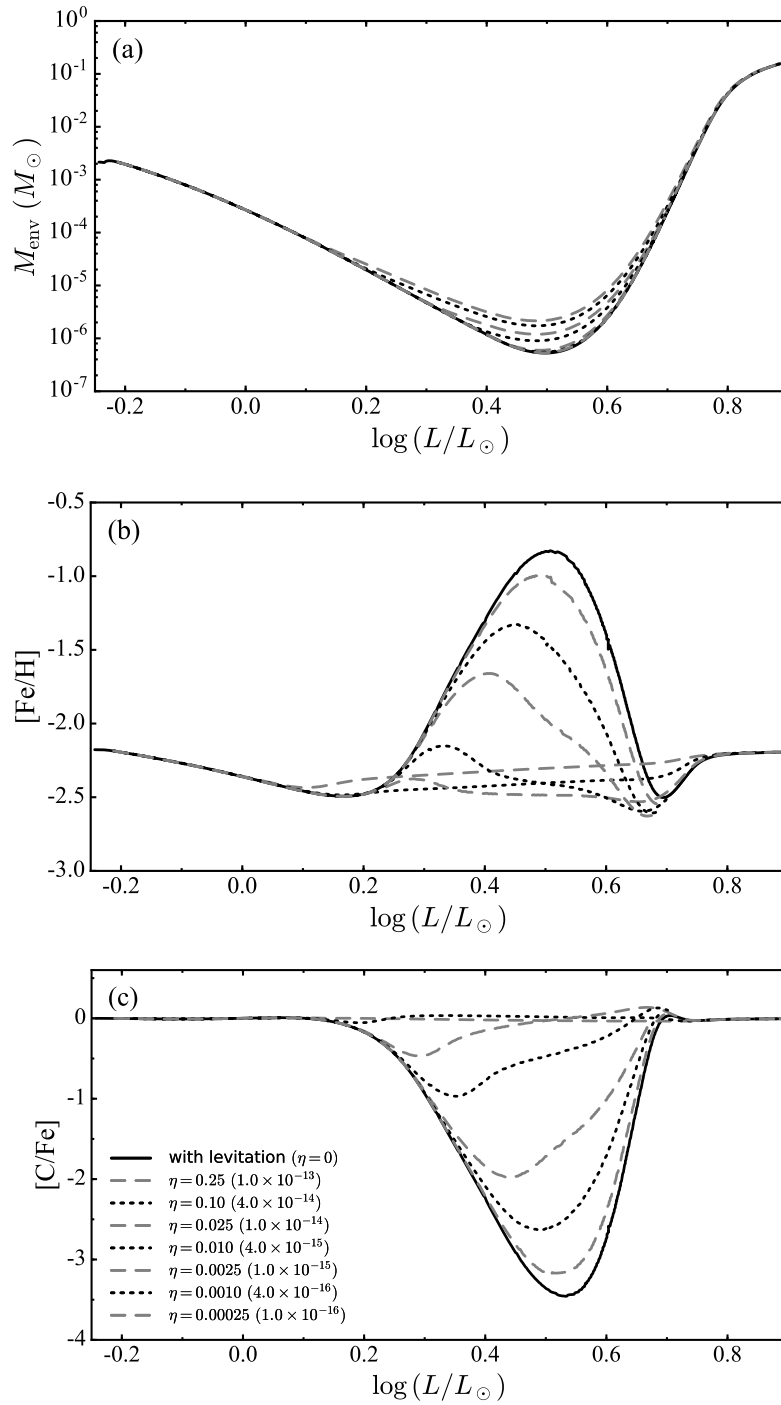 (a)
10⁰
10⁻¹
10⁻²
10⁻³
10⁻⁴
10⁻⁵
10⁻⁶
10⁻⁷
M_env (M_⊙)
-0.2 0.0 0.2 0.4 0.6 0.8
log (L/L_⊙)
(b)
-0.5
-1.0
-1.5
-2.0
-2.5
-3.0
[Fe/H]
-0.2 0.0 0.2 0.4 0.6 0.8
log (L/L_⊙)
(c)
0
-1
-2
-3
-4
[C/Fe]
with levitation (η=0)
η=0.25 (1.0×10⁻¹³)
η=0.10 (4.0×10⁻¹⁴)
η=0.025 (1.0×10⁻¹⁴)
η=0.010 (4.0×10⁻¹⁵)
η=0.0025 (1.0×10⁻¹⁵)
η=0.0010 (4.0×10⁻¹⁶)
η=0.00025 (1.0×10⁻¹⁶)
-0.2 0.0 0.2 0.4 0.6 0.8
log (L/L_⊙)